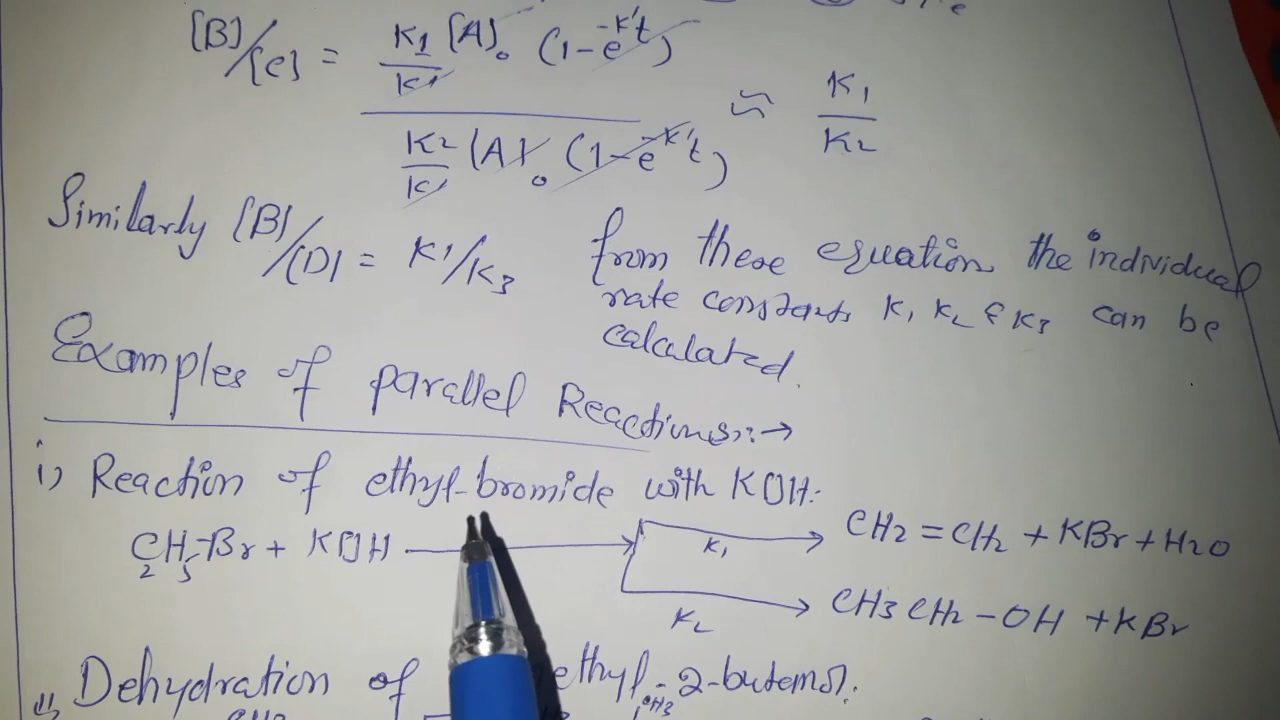 [B]/[C] = K1/K' [A]₀ (1-e^-k't) / K2/K' [A]₀ (1-e^-k't) ≈ K1/K2
Similarly [B]/[D] = K1/K3
from these equation the individual
rate constants K1 K2 & K3 can be
calculated.
Examples of parallel Reactions:→
i) Reaction of ethyl-bromide with KOH:
C2H5-Br + KOH → K1 → CH2=CH2 + KBr + H2O
K2 → CH3CH2-OH + KBr
ii) Dehydration of ethyl-2-butenol:
CH3